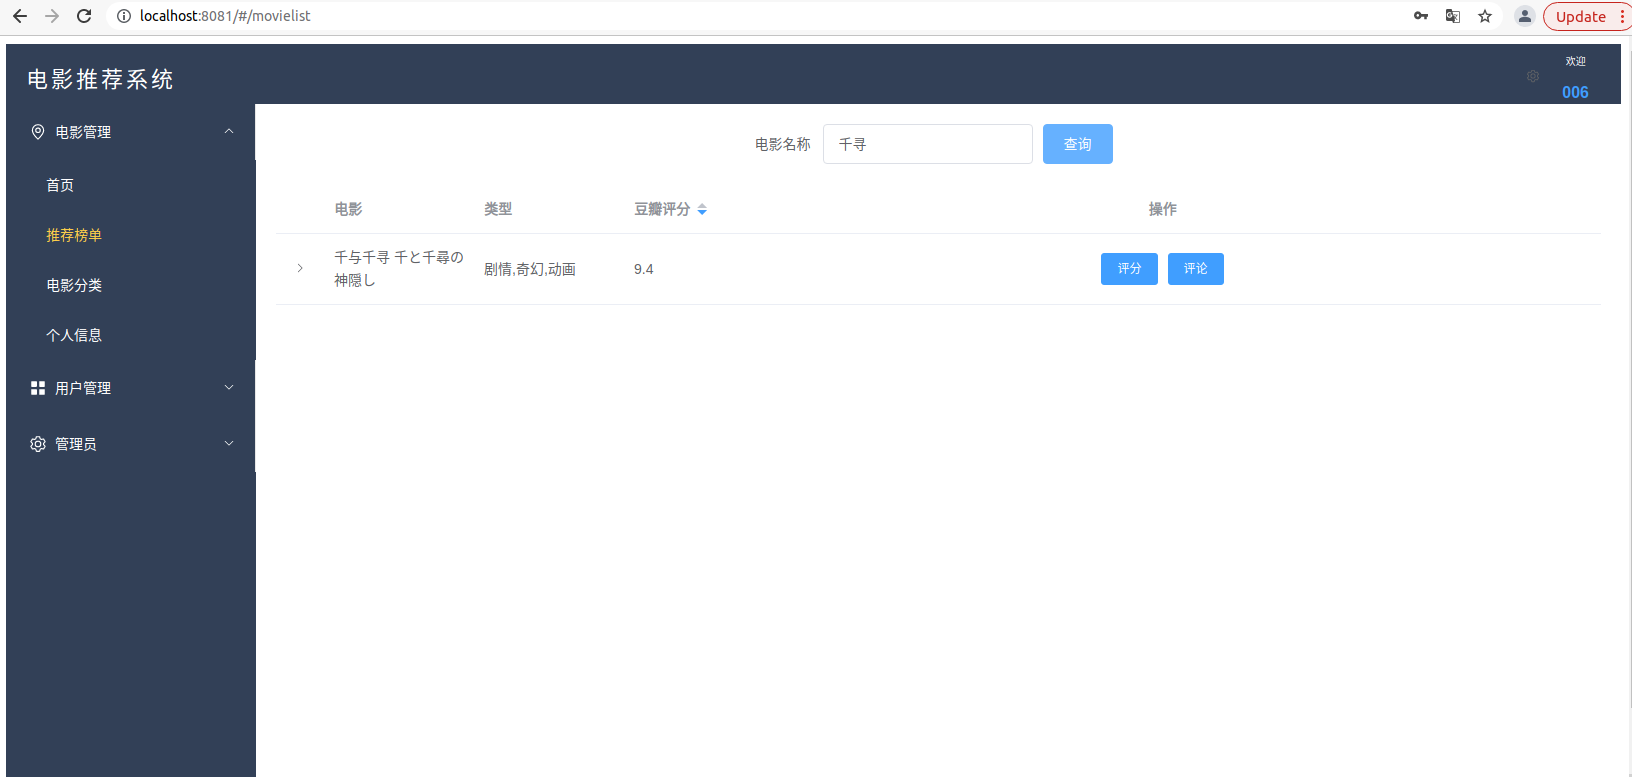 localhost:8081/#/movielist
Update
电影推荐系统
欢迎
006
电影管理
首页
推荐榜单
电影分类
个人信息
用户管理
管理员
电影名称 千寻 查询
电影 类型 豆瓣评分 操作
千与千寻 千と千尋の
神隠し
剧情,奇幻,动画 9.4 评分 评论